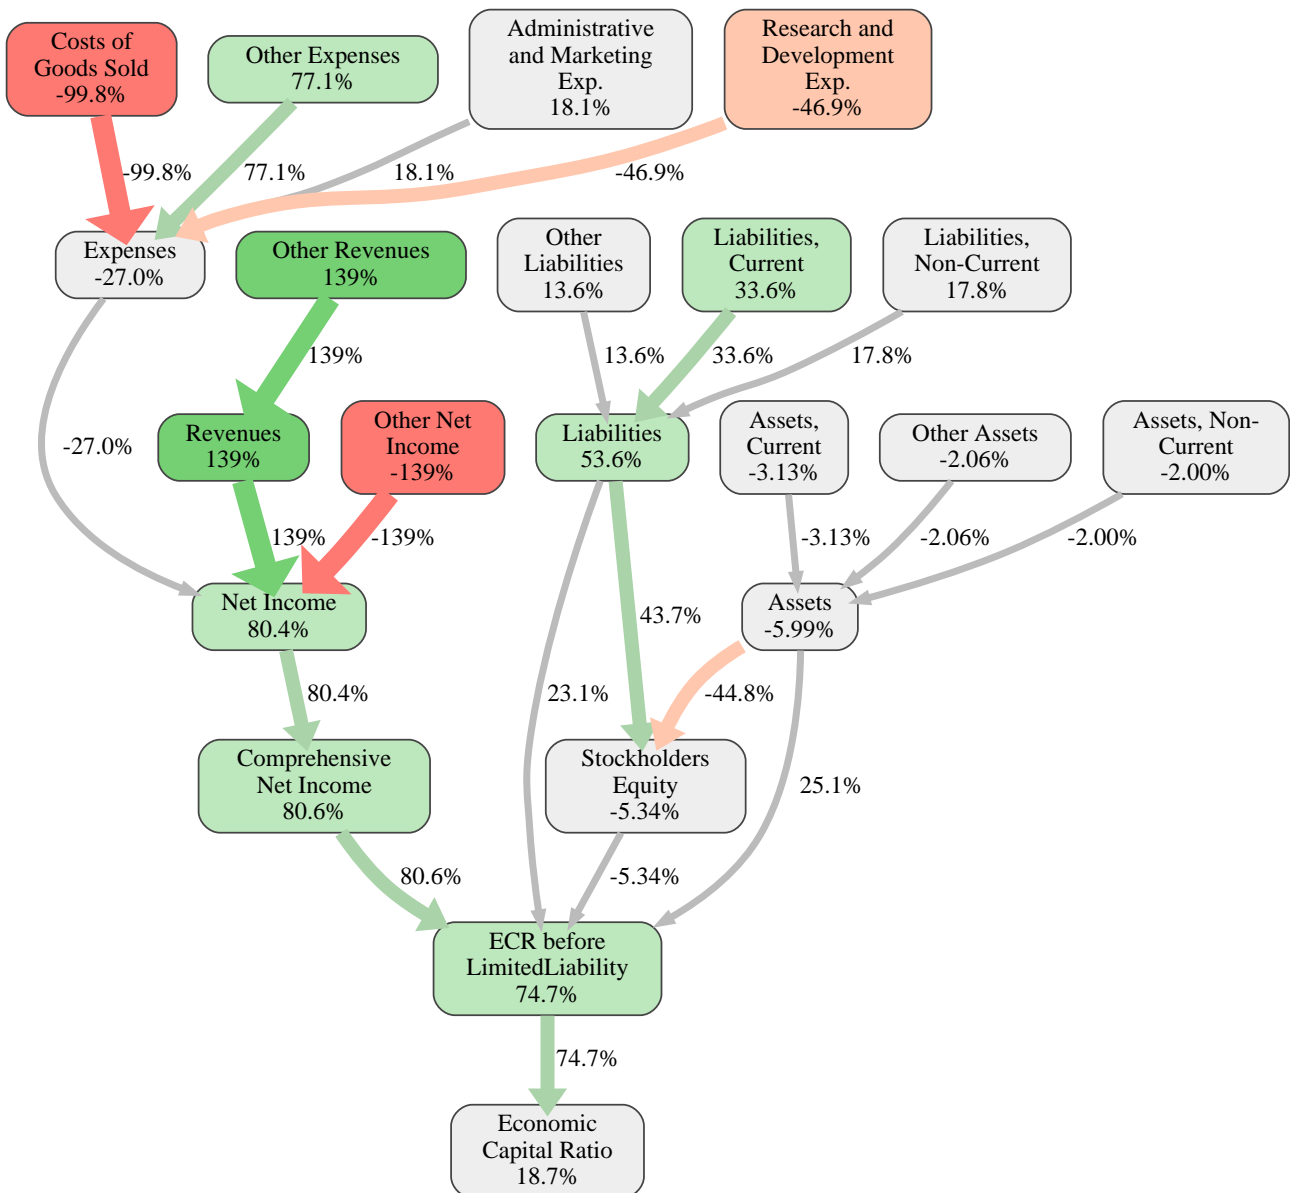 Costs of
Goods Sold
-99.8%
Other Expenses
77.1%
Administrative
and Marketing
Exp.
18.1%
Research and
Development
Exp.
-46.9%
-99.8%
77.1%
18.1%
-46.9%
Expenses
-27.0%
Other Revenues
139%
Other
Liabilities
13.6%
Liabilities,
Current
33.6%
Liabilities,
Non-Current
17.8%
139%
13.6%
33.6%
17.8%
-27.0%
Revenues
139%
Other Net
Income
-139%
Liabilities
53.6%
Assets,
Current
-3.13%
Other Assets
-2.06%
Assets, Non-
Current
-2.00%
139%
-139%
-3.13%
-2.06%
-2.00%
Net Income
80.4%
43.7%
Assets
-5.99%
80.4%
23.1%
-44.8%
Comprehensive
Net Income
80.6%
Stockholders
Equity
-5.34%
25.1%
80.6%
-5.34%
ECR before
LimitedLiability
74.7%
74.7%
Economic
Capital Ratio
18.7%